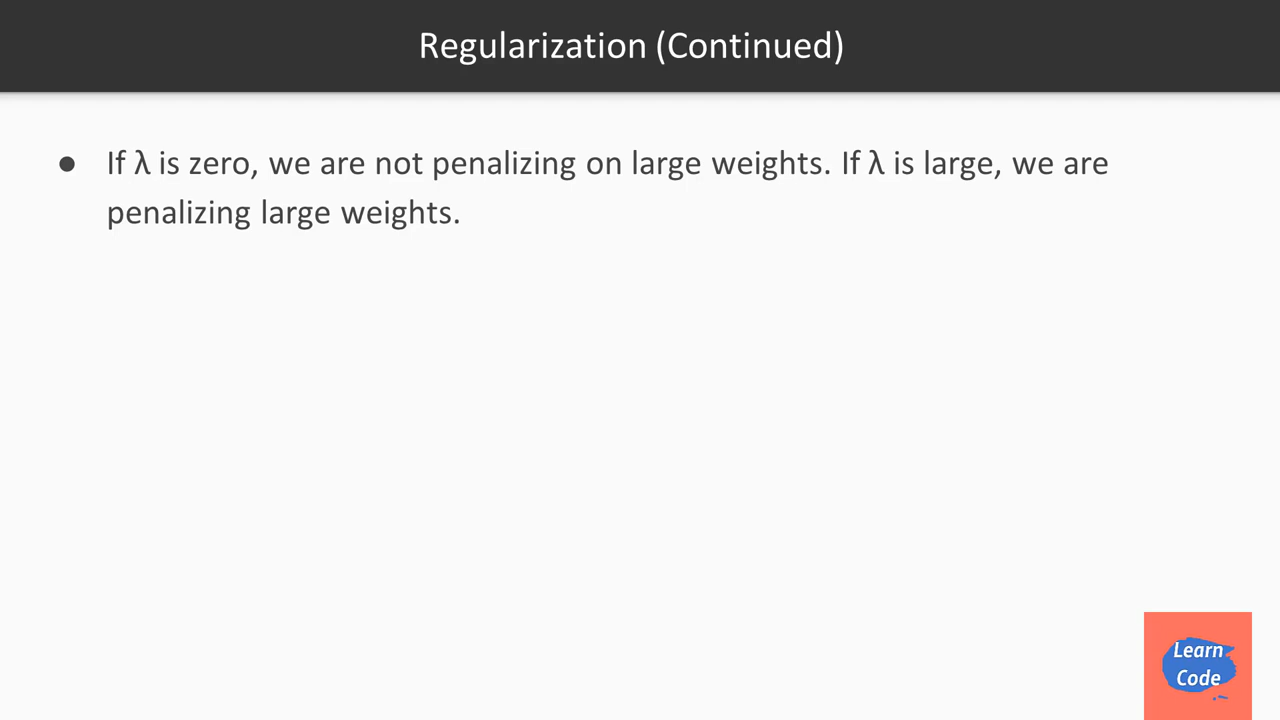 Regularization (Continued)
● If λ is zero, we are not penalizing on large weights. If λ is large, we are
penalizing large weights.
Learn
Code